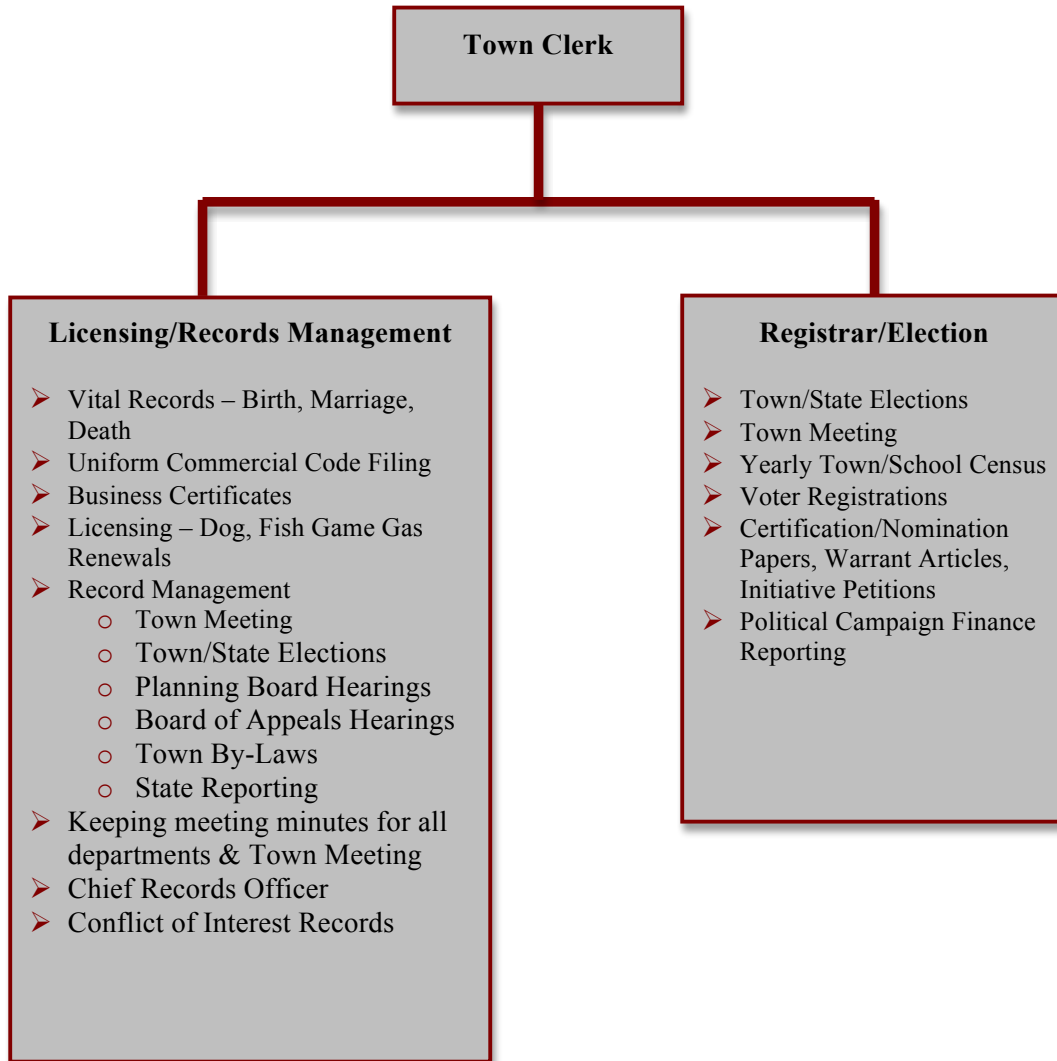 Town Clerk
Licensing/Records Management
➢ Vital Records – Birth, Marriage,
Death
➢ Uniform Commercial Code Filing
➢ Business Certificates
➢ Licensing – Dog, Fish Game Gas
Renewals
➢ Record Management
o Town Meeting
o Town/State Elections
o Planning Board Hearings
o Board of Appeals Hearings
o Town By-Laws
o State Reporting
➢ Keeping meeting minutes for all
departments & Town Meeting
➢ Chief Records Officer
➢ Conflict of Interest Records
Registrar/Election
➢ Town/State Elections
➢ Town Meeting
➢ Yearly Town/School Census
➢ Voter Registrations
➢ Certification/Nomination
Papers, Warrant Articles,
Initiative Petitions
➢ Political Campaign Finance
Reporting